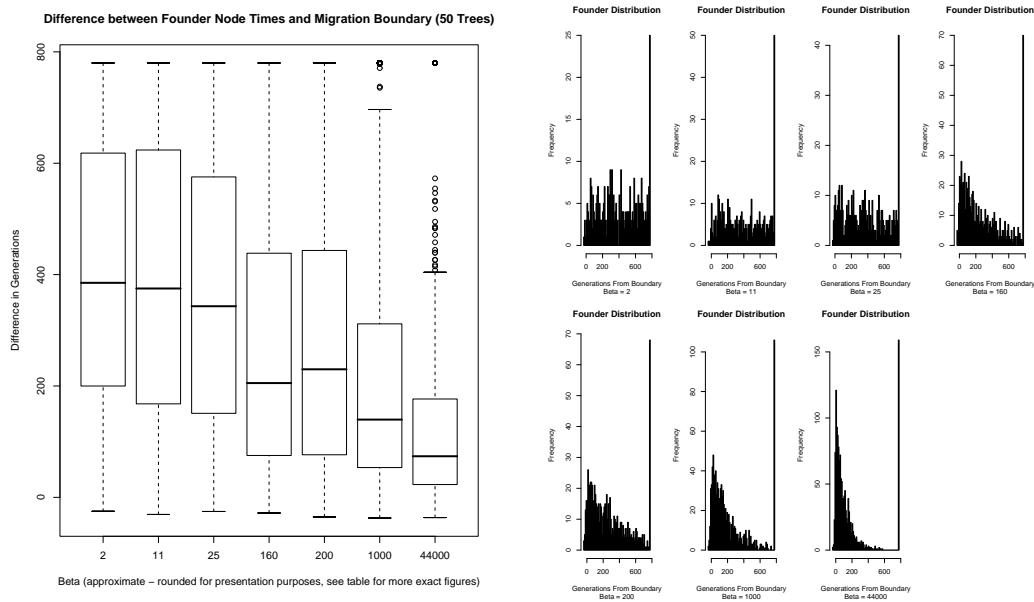 Difference between Founder Node Times and Migration Boundary (50 Trees)
Difference in Generations
800
600
400
200
0
2 11 25 160 200 1000 44000
Beta (approximate − rounded for presentation purposes, see table for more exact figures)
Founder Distribution
Frequency
25
20
15
10
5
0
0 200 600
Generations From Boundary
Beta = 2
Founder Distribution
Frequency
50
40
30
20
10
0
0 200 600
Generations From Boundary
Beta = 11
Founder Distribution
Frequency
40
30
20
10
0
0 200 600
Generations From Boundary
Beta = 25
Founder Distribution
Frequency
70
60
50
40
30
20
10
0
0 200 600
Generations From Boundary
Beta = 160
Founder Distribution
Frequency
70
60
50
40
30
20
10
0
0 200 600
Generations From Boundary
Beta = 200
Founder Distribution
Frequency
100
80
60
40
20
0
0 200 600
Generations From Boundary
Beta = 1000
Founder Distribution
Frequency
150
100
50
0
0 200 600
Generations From Boundary
Beta = 44000